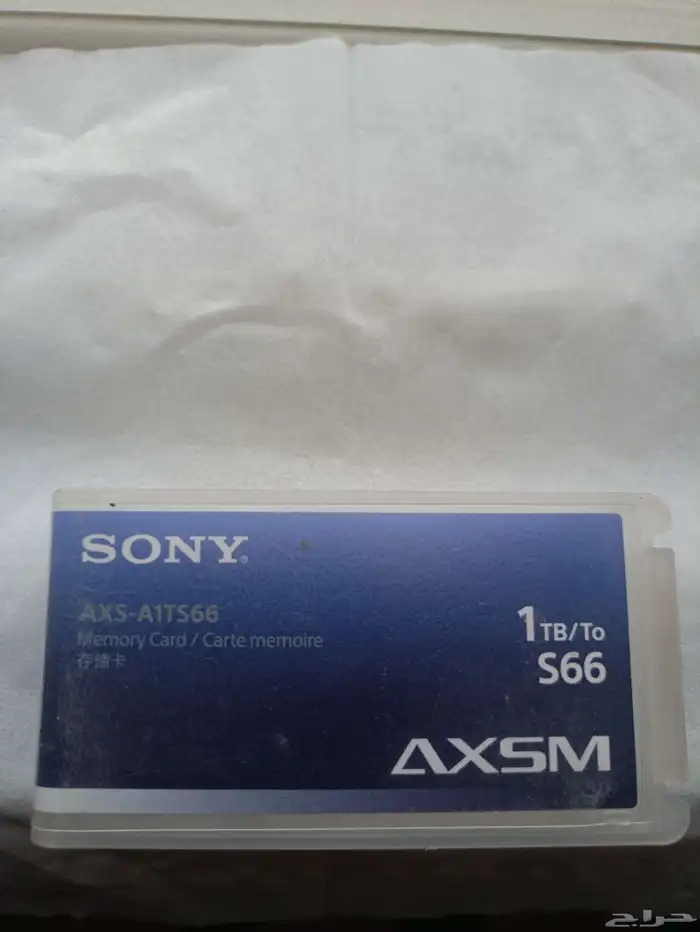 SONY®
AXS-A1TS66
Memory Card / Carte memoire
存储卡
1TB/To
S66
AXSM
حراج